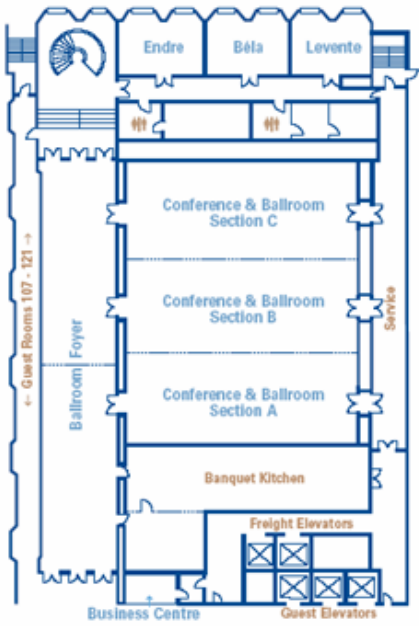 Endre
Béla
Levente
Conference & Ballroom
Section C
Conference & Ballroom
Section B
Conference & Ballroom
Section A
← Guest Rooms 107 - 121 →
Ballroom Foyer
Service
Banquet Kitchen
Freight Elevators
Business Centre
Guest Elevators